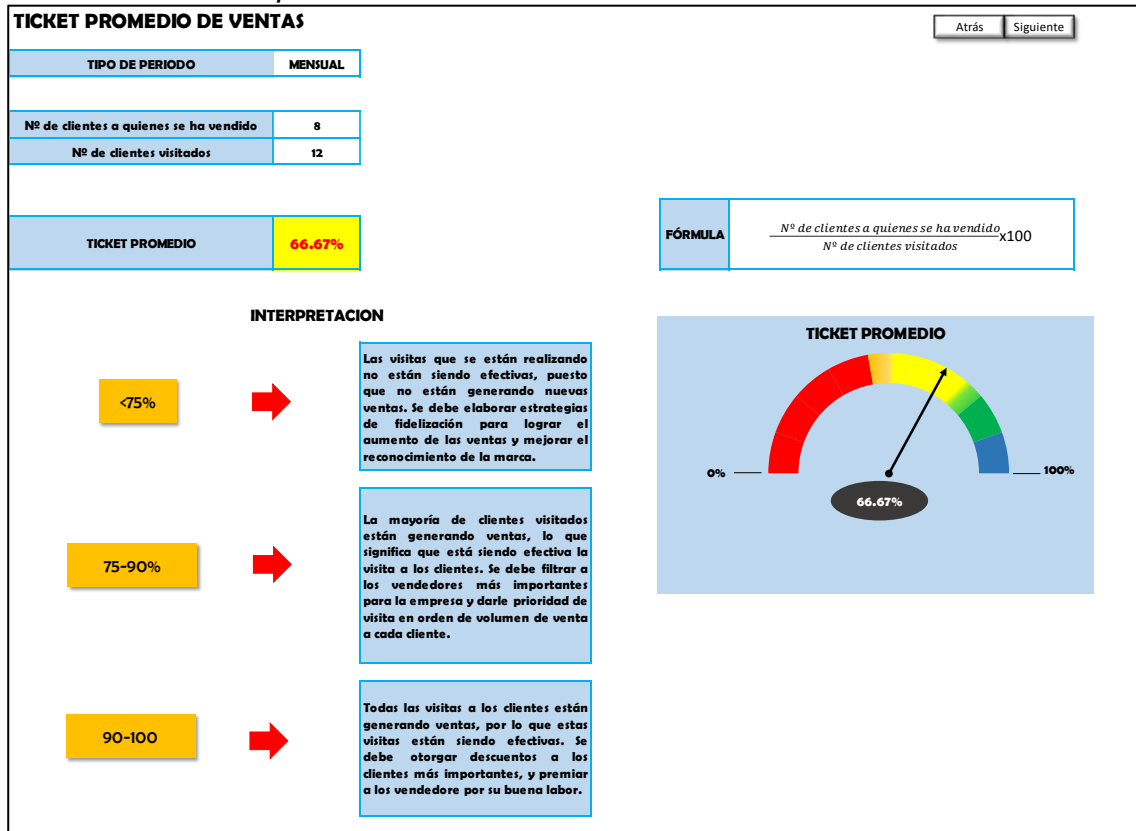 TICKET PROMEDIO DE VENTAS
Atrás Siguiente
TIPO DE PERIODO MENSUAL
Nº de clientes a quienes se ha vendido 8
Nº de clientes visitados 12
TICKET PROMEDIO 66.67%
FÓRMULA
Nº de clientes a quienes se ha vendido
Nº de clientes visitados
x100
INTERPRETACION
<75%
Las visitas que se están realizando
no están siendo efectivas, puesto
que no están generando nuevas
ventas. Se debe elaborar estrategias
de fidelización para lograr el
aumento de las ventas y mejorar el
reconocimiento de la marca.
75-90%
La mayoría de clientes visitados
están generando ventas, lo que
significa que está siendo efectiva la
visita a los clientes. Se debe filtrar a
los vendedores más importantes
para la empresa y darle prioridad de
visita en orden de volumen de venta
a cada cliente.
90-100
Todas las visitas a los clientes están
generando ventas, por lo que estas
visitas están siendo efectivas. Se
debe otorgar descuentos a los
clientes más importantes, y premiar
a los vendedore por su buena labor.
TICKET PROMEDIO
0% 100%
66.67%